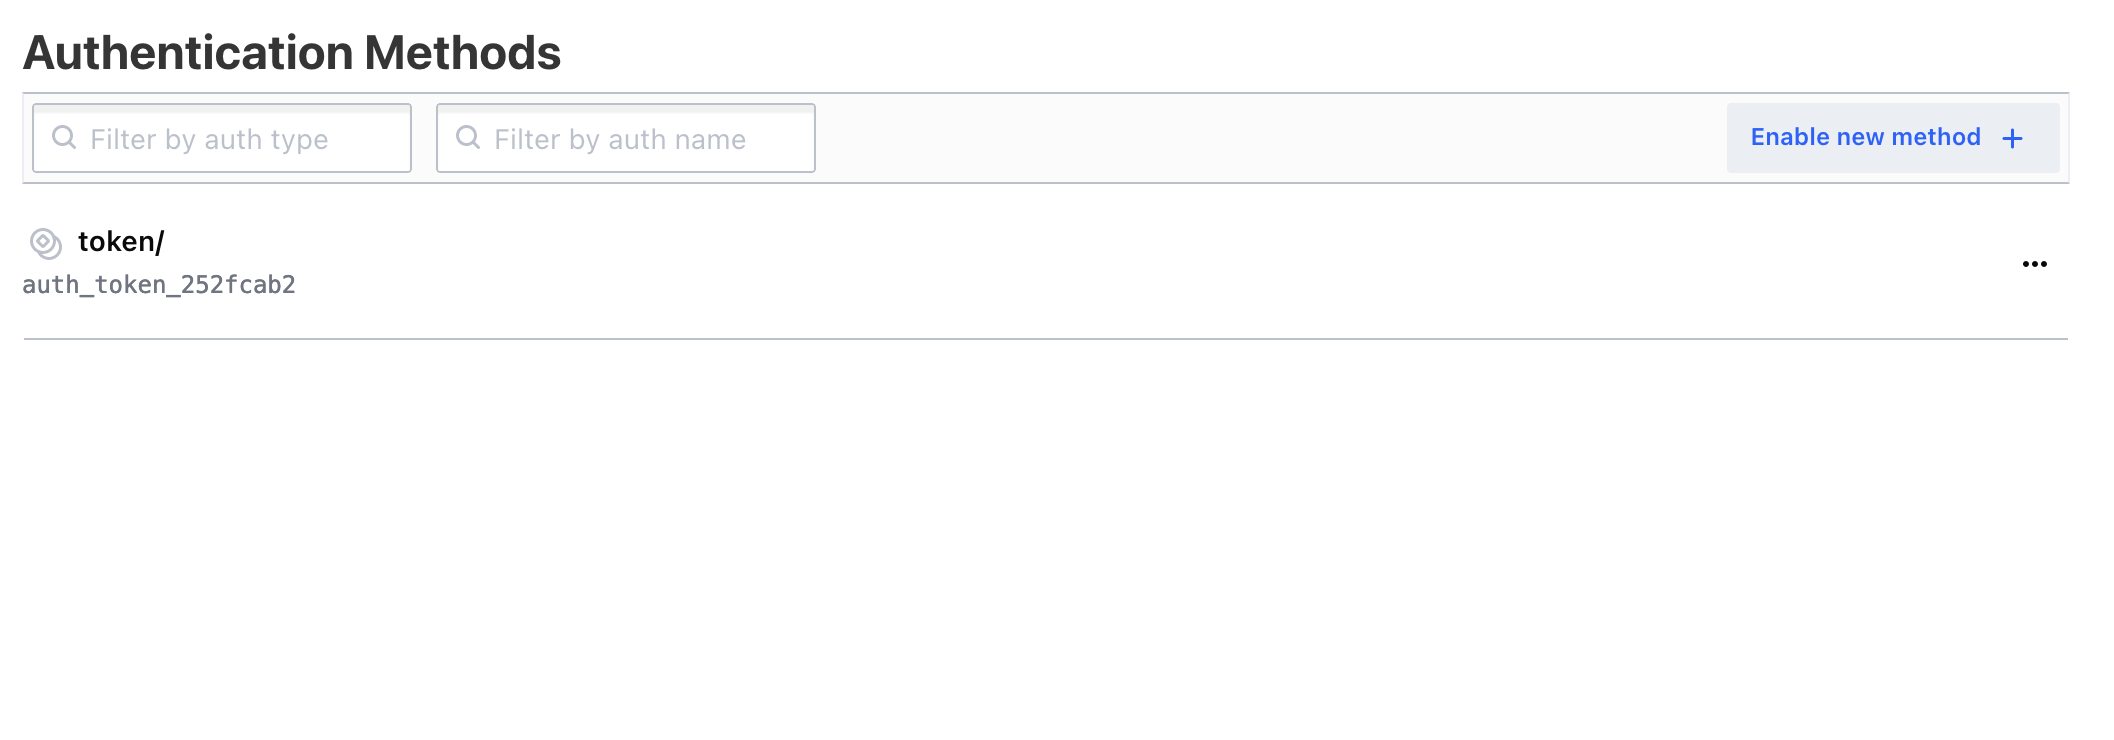 Authentication Methods
Filter by auth type
Filter by auth name
Enable new method +
token/
auth_token_252fcab2